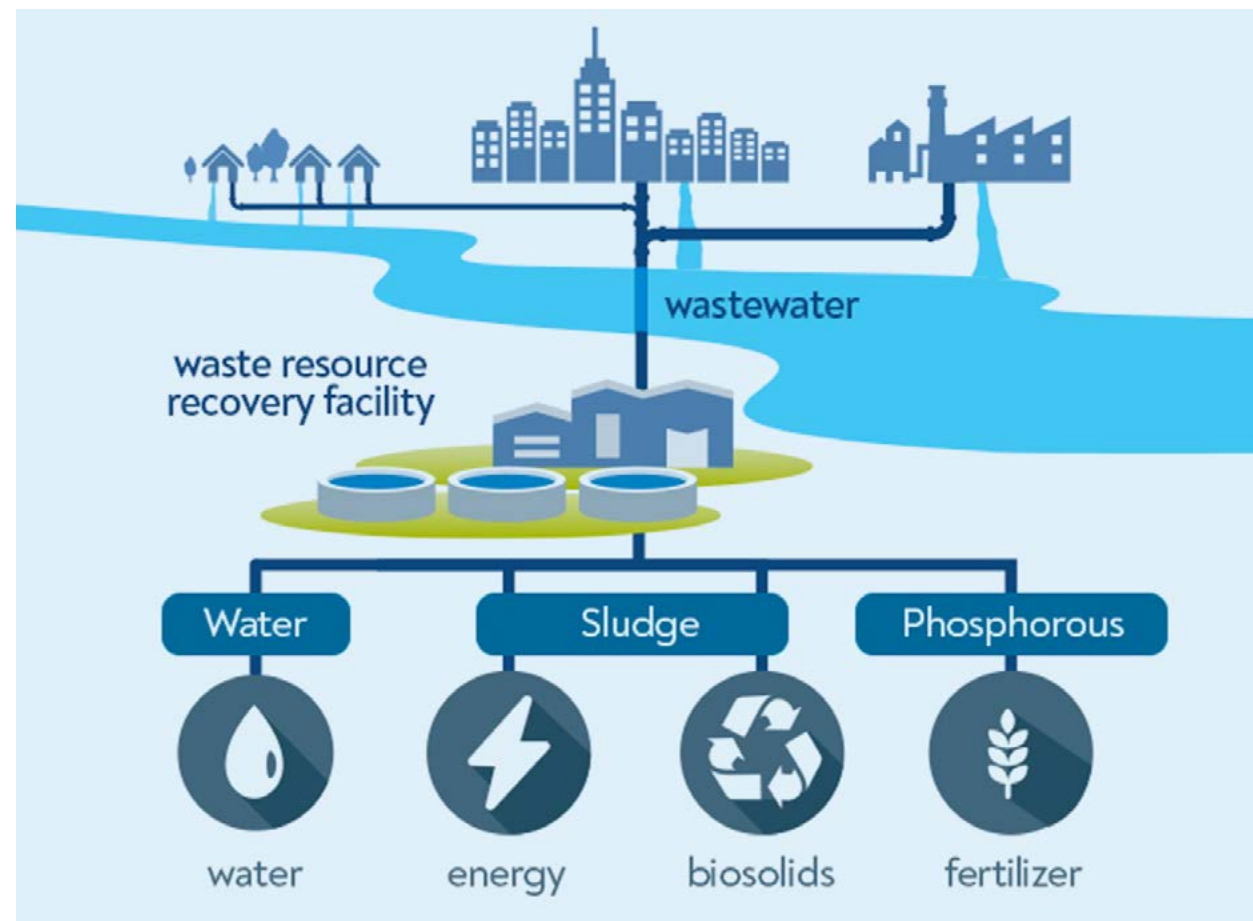 wastewater
waste resource
recovery facility
Water
Sludge
Phosphorous
water
energy
biosolids
fertilizer